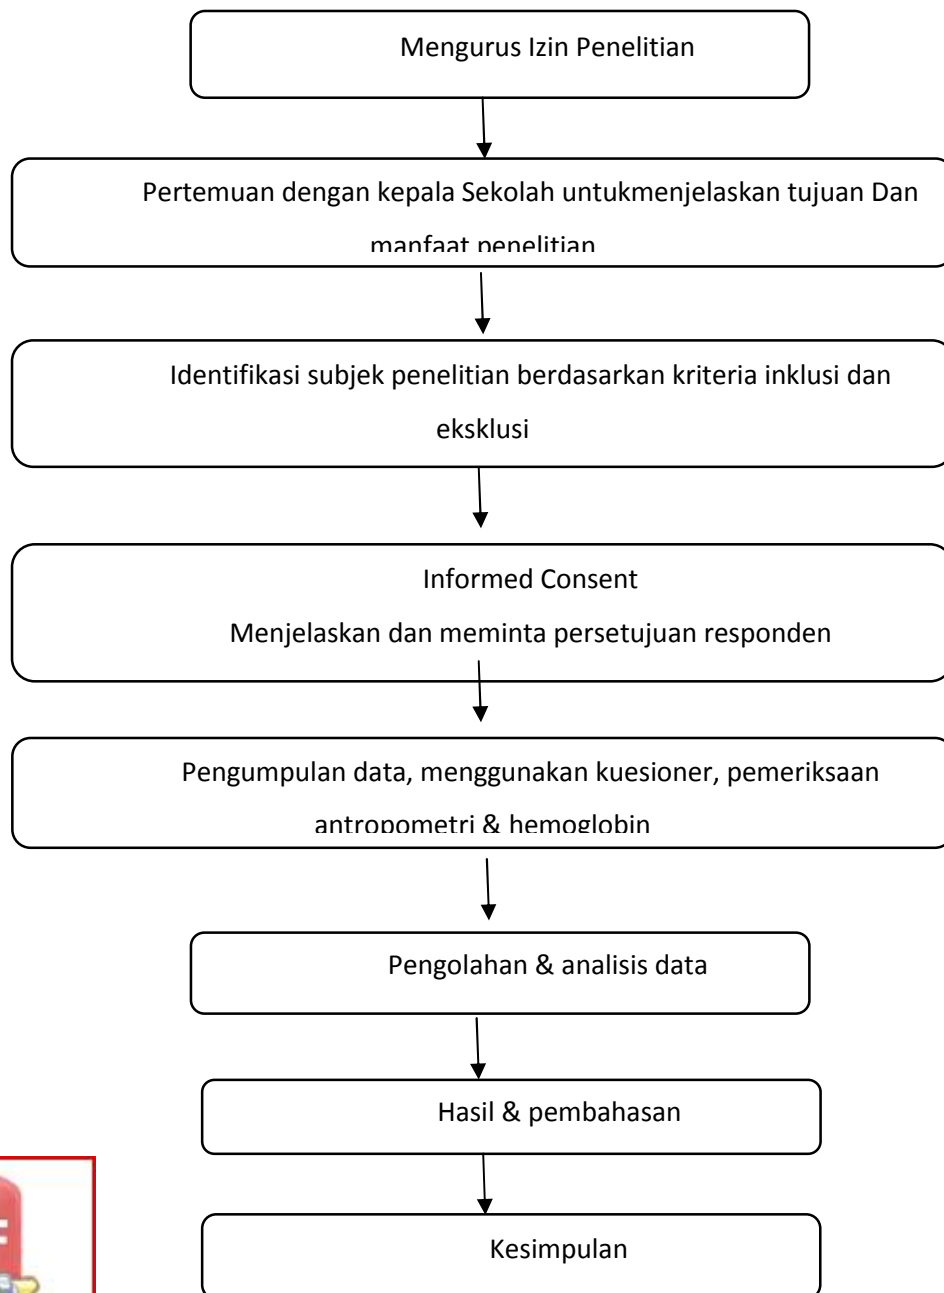 Mengurus Izin Penelitian
Pertemuan dengan kepala Sekolah untukmenjelaskan tujuan Dan
manfaat penelitian
Identifikasi subjek penelitian berdasarkan kriteria inklusi dan
eksklusi
Informed Consent
Menjelaskan dan meminta persetujuan responden
Pengumpulan data, menggunakan kuesioner, pemeriksaan
antropometri & hemoglobin
Pengolahan & analisis data
Hasil & pembahasan
Kesimpulan